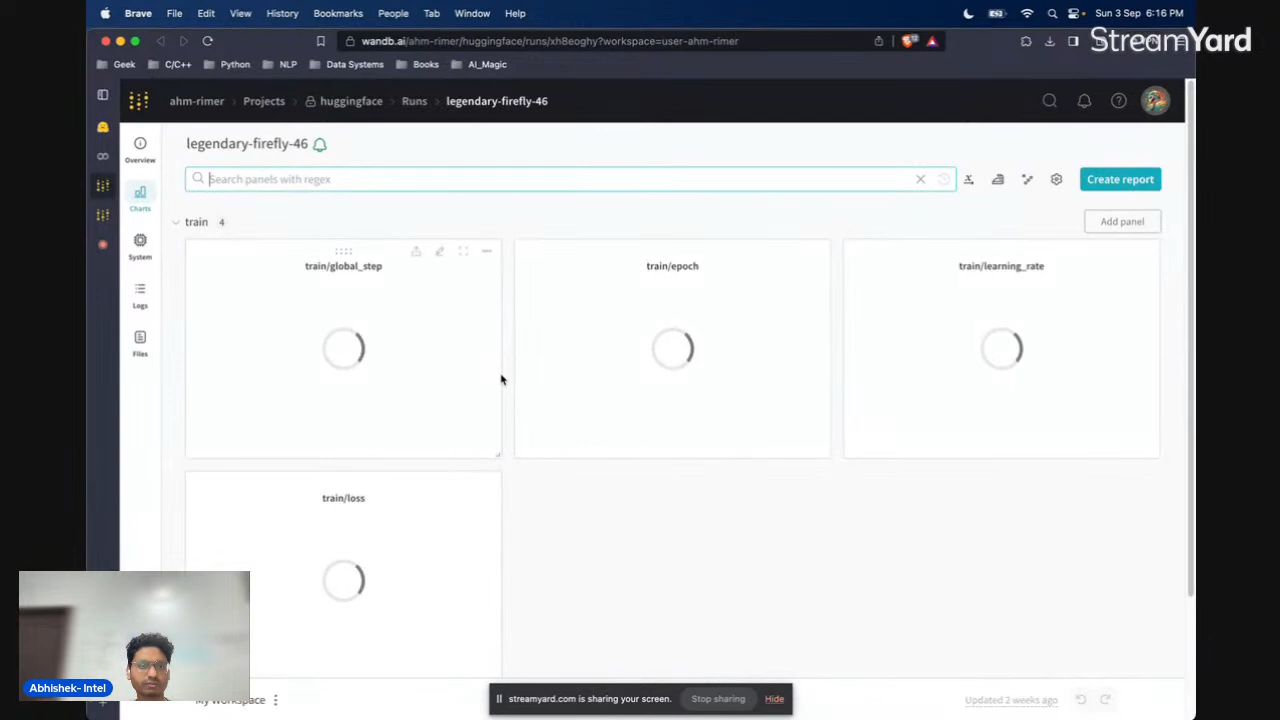 Brave File Edit View History Bookmarks People Tab Window Help
Sun 3 Sep 6:16 PM
StreamYard
wandb.ai/ahm-rimer/huggingface/runs/xh8eoghy?workspace=user-ahm-rimer
Geek C/C++ Python NLP Data Systems Books AI_Magic
ahm-rimer Projects huggingface Runs legendary-firefly-46
legendary-firefly-46
Overview
Search panels with regex
Create report
Charts
train 4
Add panel
System
train/global_step
train/epoch
train/learning_rate
Logs
Files
train/loss
Abhishek- Intel
My workspace
streamyard.com is sharing your screen. Stop sharing Hide
Updated 2 weeks ago